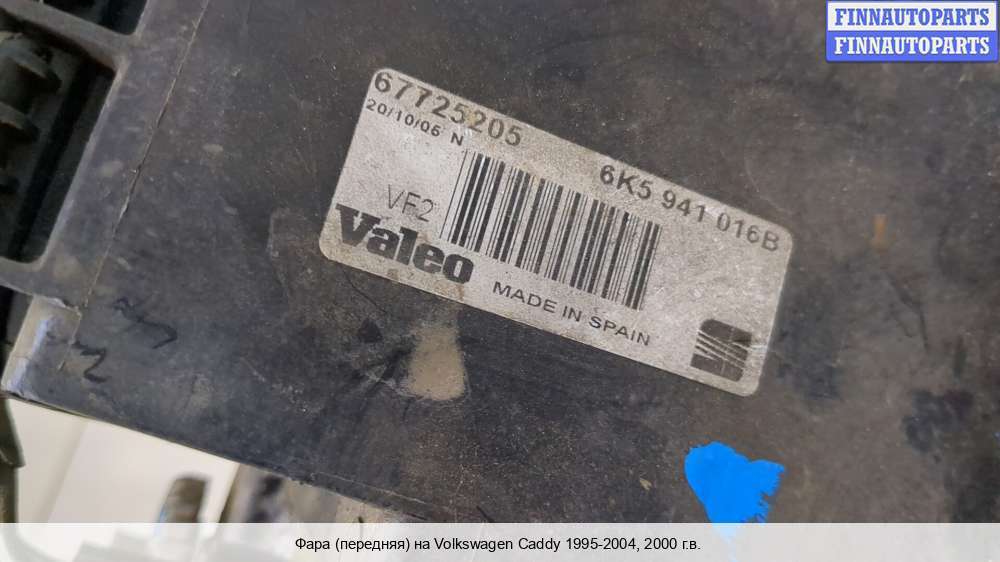 FINNAUTOPARTS
FINNAUTOPARTS
67725205
20/10/05 N
6K5 941 016B
VF2
Valeo
MADE IN SPAIN
Фара (передняя) на Volkswagen Caddy 1995-2004, 2000 г.в.